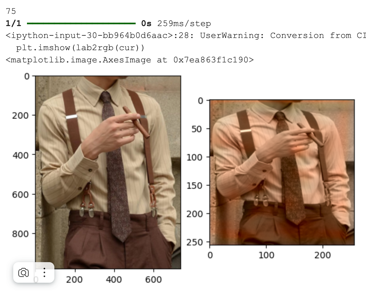 75
1/1 0s 259ms/step
<ipython-input-30-bb964b0d6aac>:28: UserWarning: Conversion from CI
plt.imshow(lab2rgb(cur))
<matplotlib.image.AxesImage at 0x7ea863f1c190>
0
200
400
600
800
0 200 400 600
0
50
100
150
200
250
0 100 200